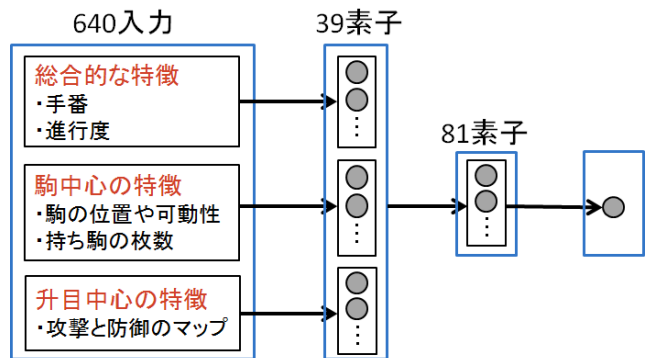 640入力
39素子
総合的な特徴
・手番
・進行度
81素子
駒中心の特徴
・駒の位置や可動性
・持ち駒の枚数
升目中心の特徴
・攻撃と防御のマップ